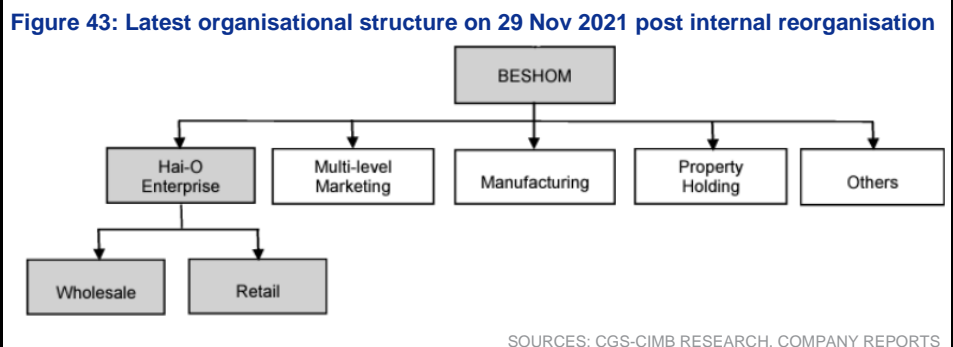 Figure 43: Latest organisational structure on 29 Nov 2021 post internal reorganisation
BESHOM
Hai-O
Enterprise
Multi-level
Marketing
Manufacturing
Property
Holding
Others
Wholesale
Retail
SOURCES: CGS-CIMB RESEARCH, COMPANY REPORTS